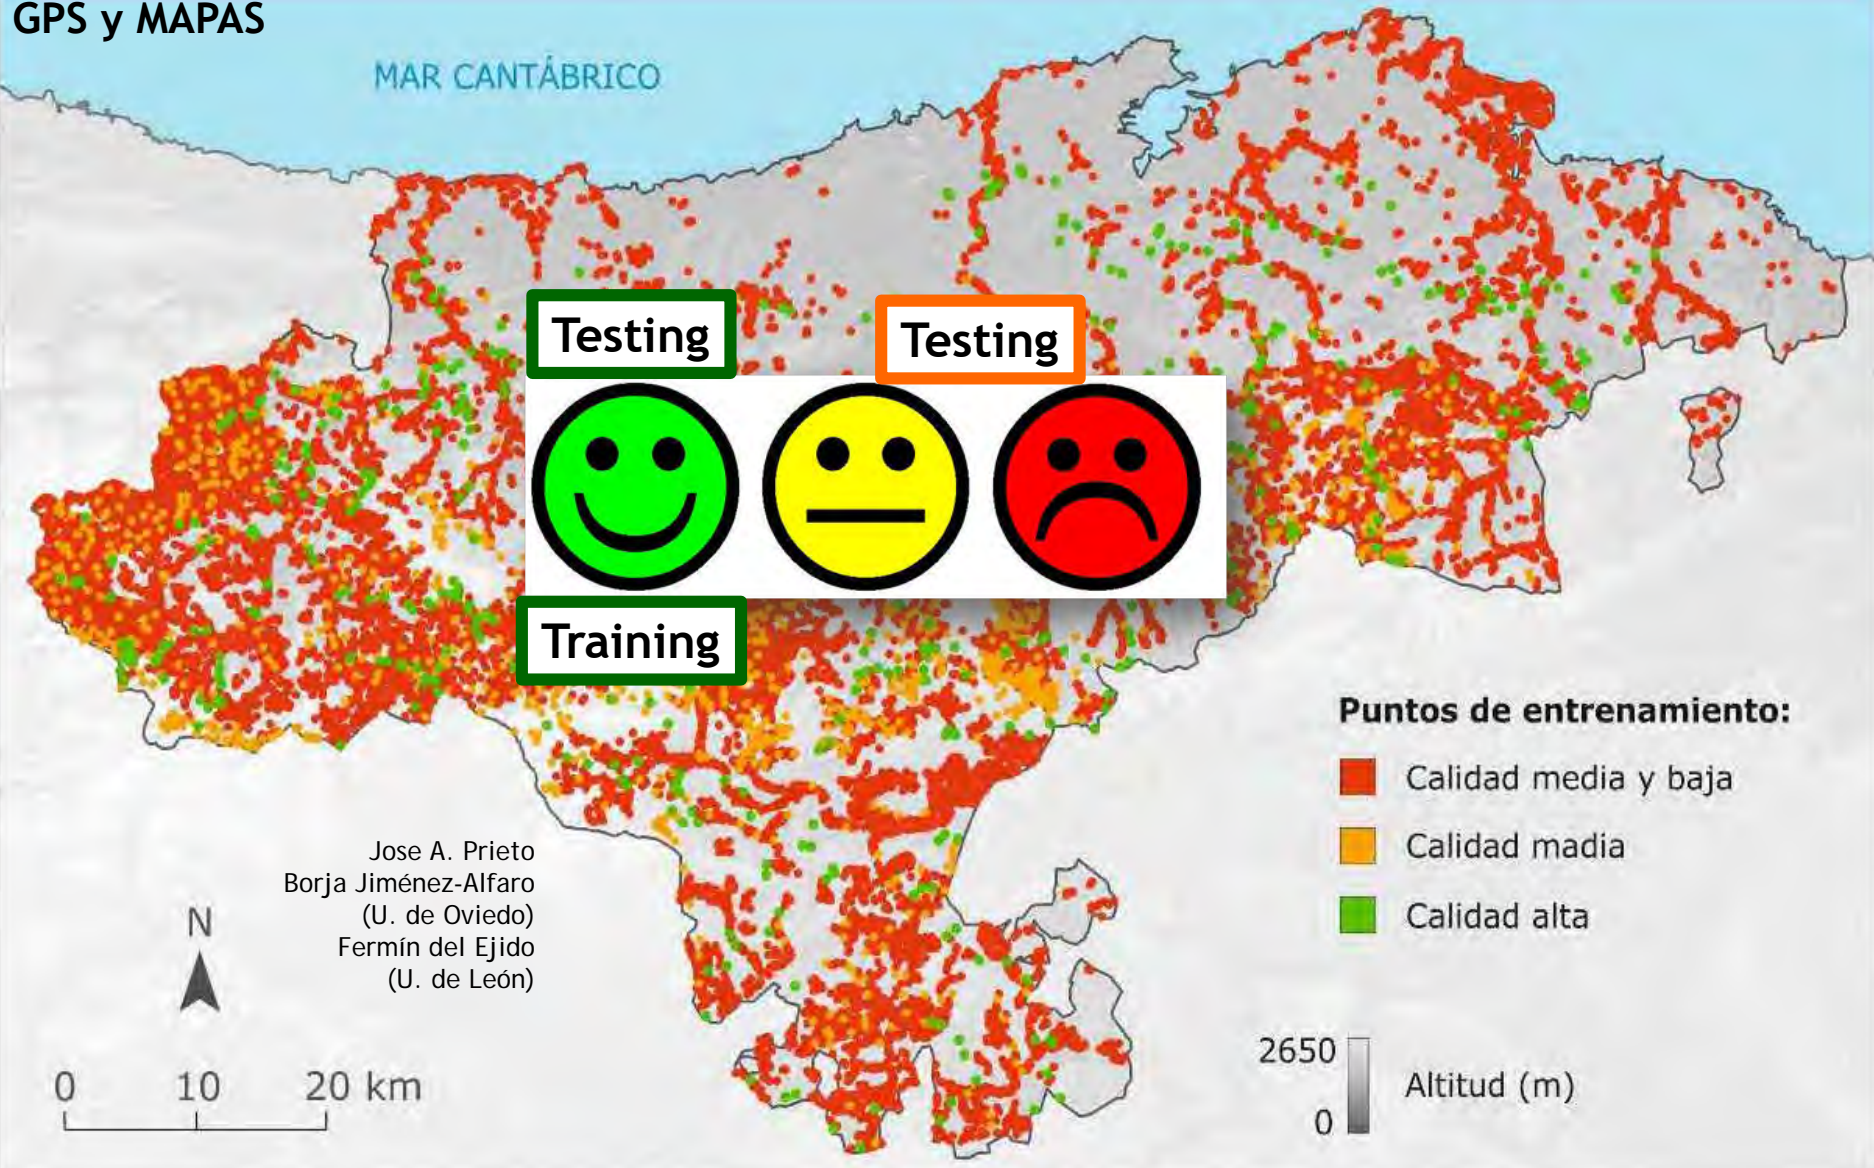 GPS y MAPAS
MAR CANTÁBRICO
Testing
Testing
Training
Puntos de entrenamiento:
Calidad media y baja
Calidad madia
Calidad alta
Jose A. Prieto
Borja Jiménez-Alfaro
(U. de Oviedo)
Fermín del Ejido
(U. de León)
N
0 10 20 km
2650
Altitud (m)
0